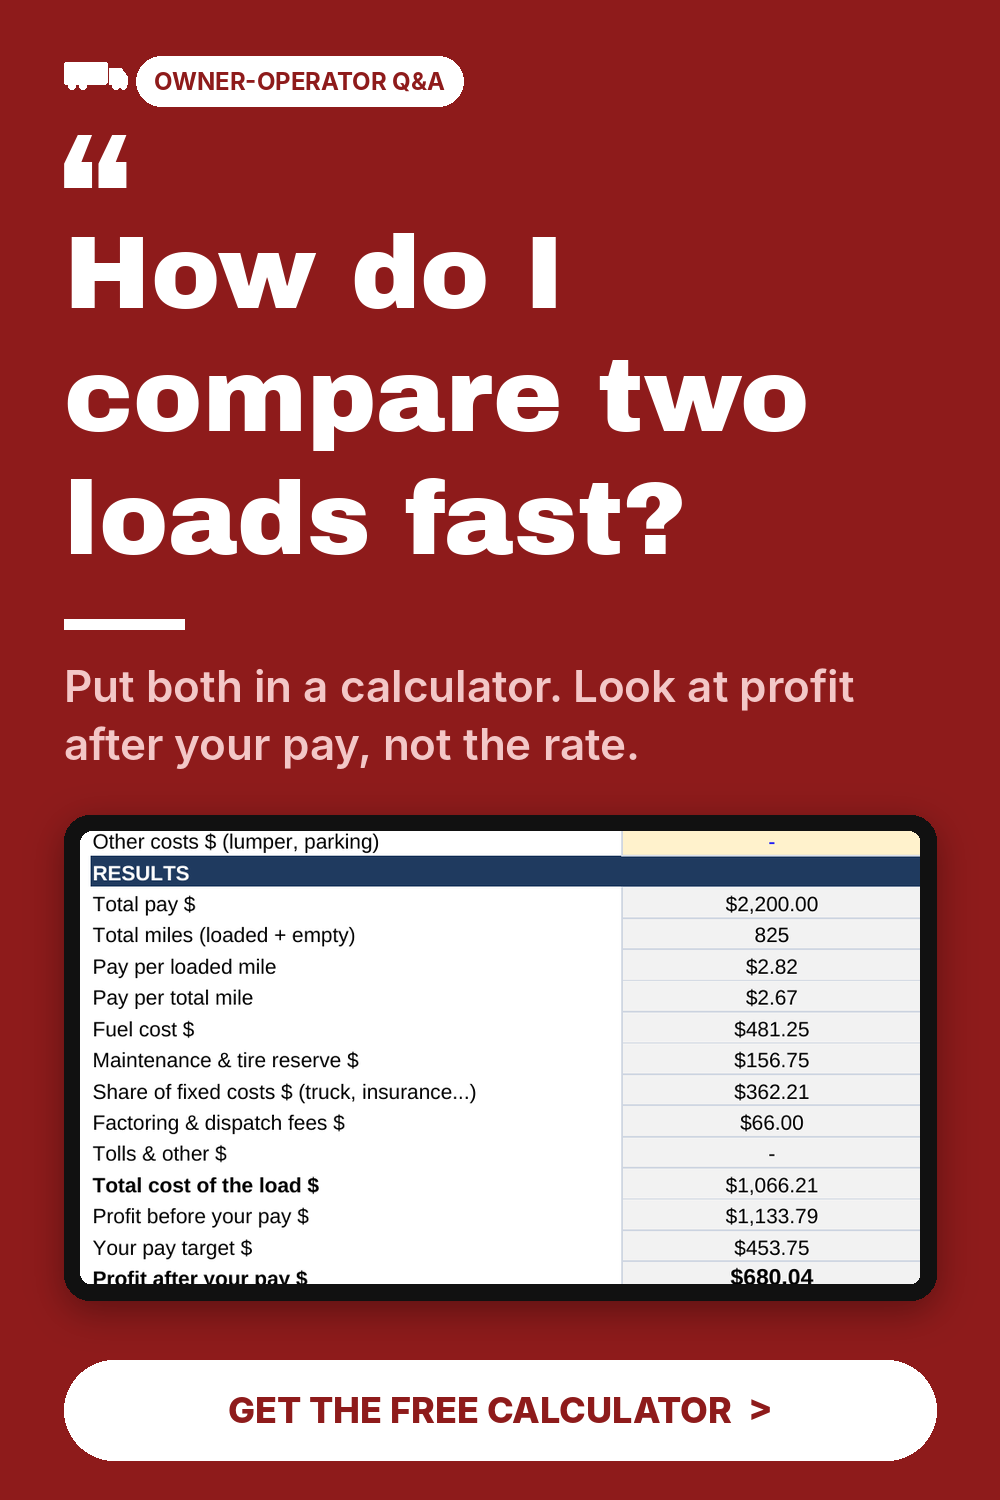 OWNER-OPERATOR Q&A
“
How do I
compare two
loads fast?
Put both in a calculator. Look at profit
after your pay, not the rate.
Other costs $ (lumper, parking) -
RESULTS
Total pay $ $2,200.00
Total miles (loaded + empty) 825
Pay per loaded mile $2.82
Pay per total mile $2.67
Fuel cost $ $481.25
Maintenance & tire reserve $ $156.75
Share of fixed costs $ (truck, insurance...) $362.21
Factoring & dispatch fees $ $66.00
Tolls & other $ -
Total cost of the load $ $1,066.21
Profit before your pay $ $1,133.79
Your pay target $ $453.75
Profit after your pay $ $680.04
GET THE FREE CALCULATOR >